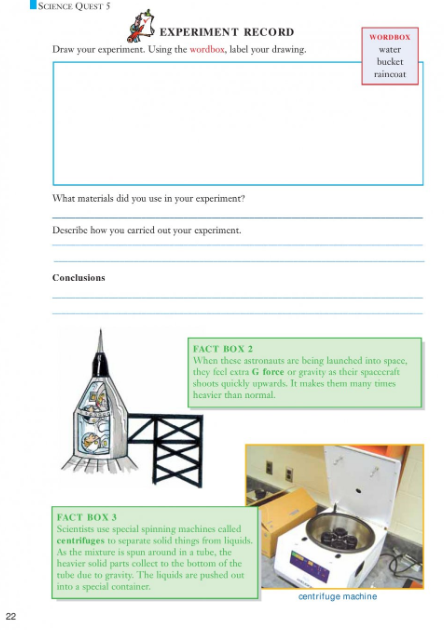 SCIENCE QUEST 5
EXPERIMENT RECORD
Draw your experiment. Using the wordbox, label your drawing.
WORDBOX
water
bucket
raincoat
What materials did you use in your experiment?
Describe how you carried out your experiment.
Conclusions
FACT BOX 2
When these astronauts are being launched into space,
they feel extra G force or gravity as their spacecraft
shoots quickly upwards. It makes them many times
heavier than normal.
FACT BOX 3
Scientists use special spinning machines called
centrifuges to separate solid things from liquids.
As the mixture is spun around in a tube, the
heavier solid parts collect to the bottom of the
tube due to gravity. The liquids are pushed out
into a special container.
centrifuge machine
22